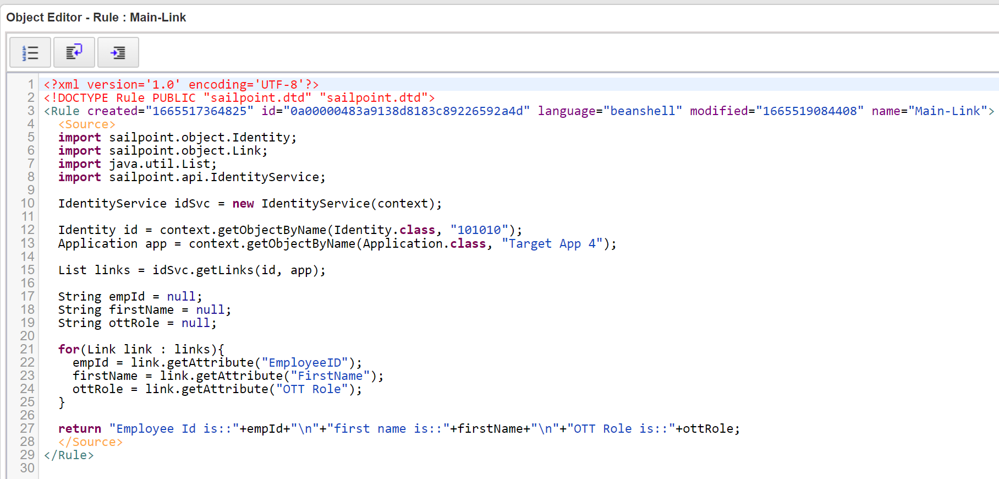 Object Editor - Rule : Main-Link
1 <?xml version='1.0' encoding='UTF-8'?>
2 <!DOCTYPE Rule PUBLIC "sailpoint.dtd" "sailpoint.dtd">
3 <Rule created="1665517364825" id="0a00000483a9138d8183c89226592a4d" language="beanshell" modified="1665519084408" name="Main-Link">
4   <Source>
5   import sailpoint.object.Identity;
6   import sailpoint.object.Link;
7   import java.util.List;
8   import sailpoint.api.IdentityService;
9
10   IdentityService idSvc = new IdentityService(context);
11
12   Identity id = context.getObjectByName(Identity.class, "101010");
13   Application app = context.getObjectByName(Application.class, "Target App 4");
14
15   List links = idSvc.getLinks(id, app);
16
17   String empId = null;
18   String firstName = null;
19   String ottRole = null;
20
21   for(Link link : links){
22     empId = link.getAttribute("EmployeeID");
23     firstName = link.getAttribute("FirstName");
24     ottRole = link.getAttribute("OTT Role");
25   }
26
27   return "Employee Id is::"+empId+"\n"+"first name is::"+firstName+"\n"+"OTT Role is::"+ottRole;
28   </Source>
29 </Rule>
30